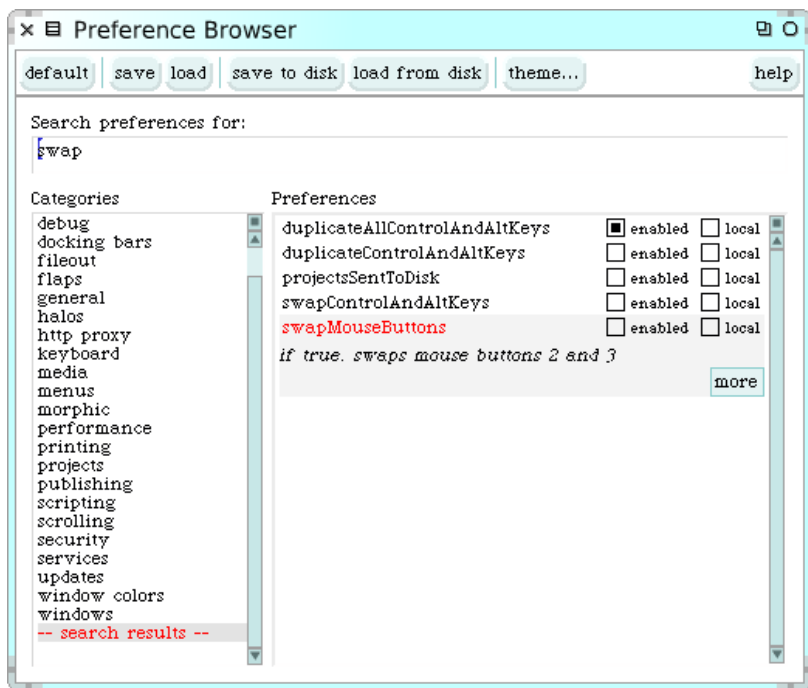 Preference Browser
default save load save to disk load from disk theme... help
Search preferences for:
swap
Categories
debug
docking bars
fileout
flaps
general
halos
http proxy
keyboard
media
menus
morphic
performance
printing
projects
publishing
scripting
scrolling
security
services
updates
window colors
windows
-- search results --
Preferences
duplicateAllControlAndAltKeys enabled local
duplicateControlAndAltKeys enabled local
projectsSentToDisk enabled local
swapControlAndAltKeys enabled local
swapMouseButtons enabled local
if true. swaps mouse buttons 2 and 3
more